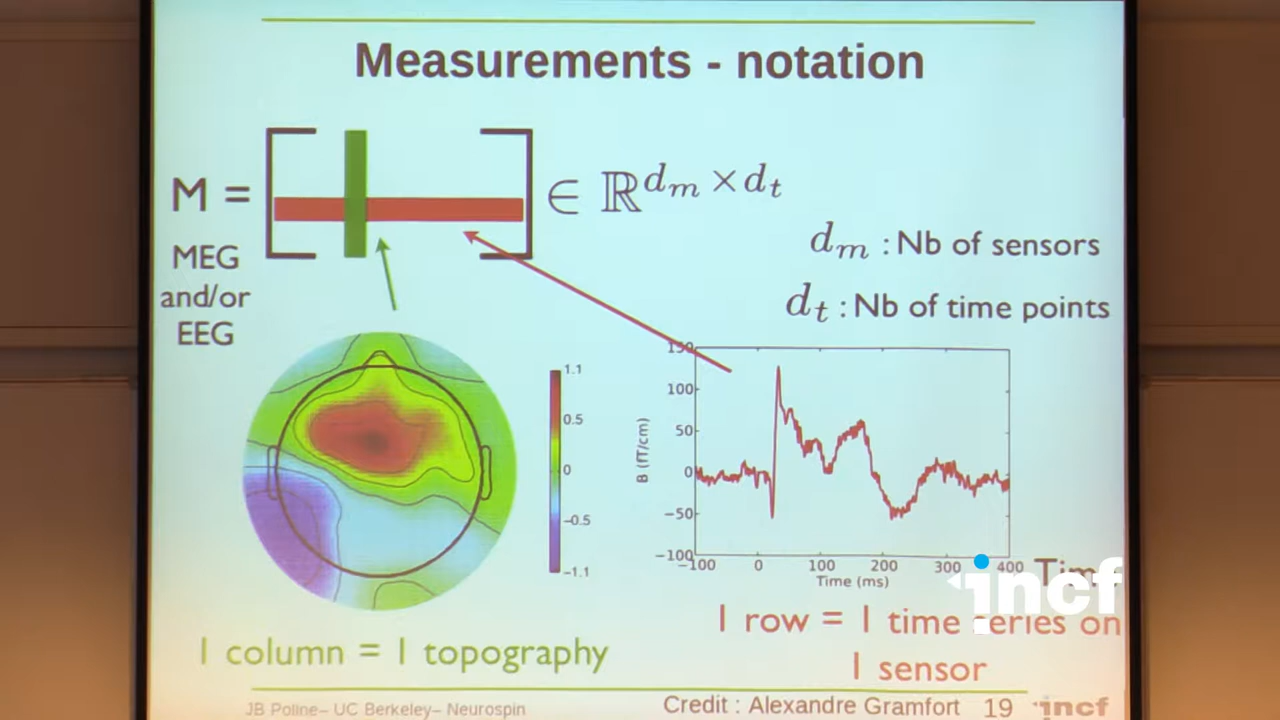 Measurements - notation
M =
∈ ℝ^{d_m × d_t}
MEG
and/or
EEG
d_m : Nb of sensors
d_t : Nb of time points
1.1
0.5
0
−0.5
−1.1
150
100
50
0
−50
−100
B (fT/cm)
−100 0 100 200 300 400
Time (ms)
incf
1 column = 1 topography
1 row = 1 time series on
1 sensor
JB Poline– UC Berkeley– Neurospin
Credit : Alexandre Gramfort 19 incf